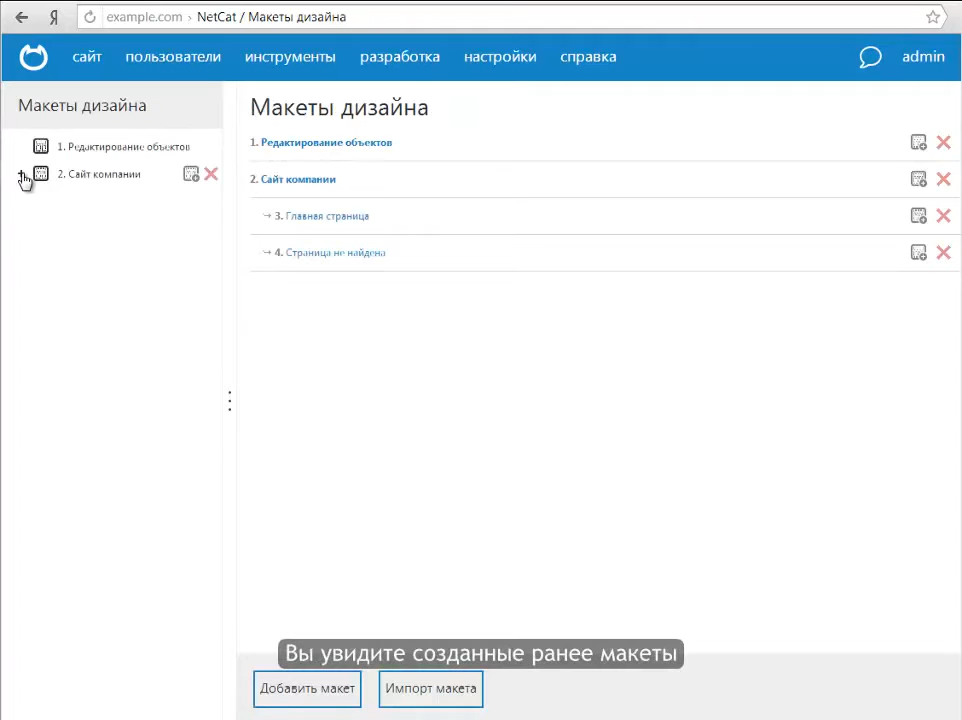 Я example.com › NetCat / Макеты дизайна
сайт пользователи инструменты разработка настройки справка admin
Макеты дизайна
1. Редактирование объектов
2. Сайт компании
Макеты дизайна
1. Редактирование объектов
2. Сайт компании
3. Главная страница
4. Страница не найдена
Вы увидите созданные ранее макеты
Добавить макет Импорт макета